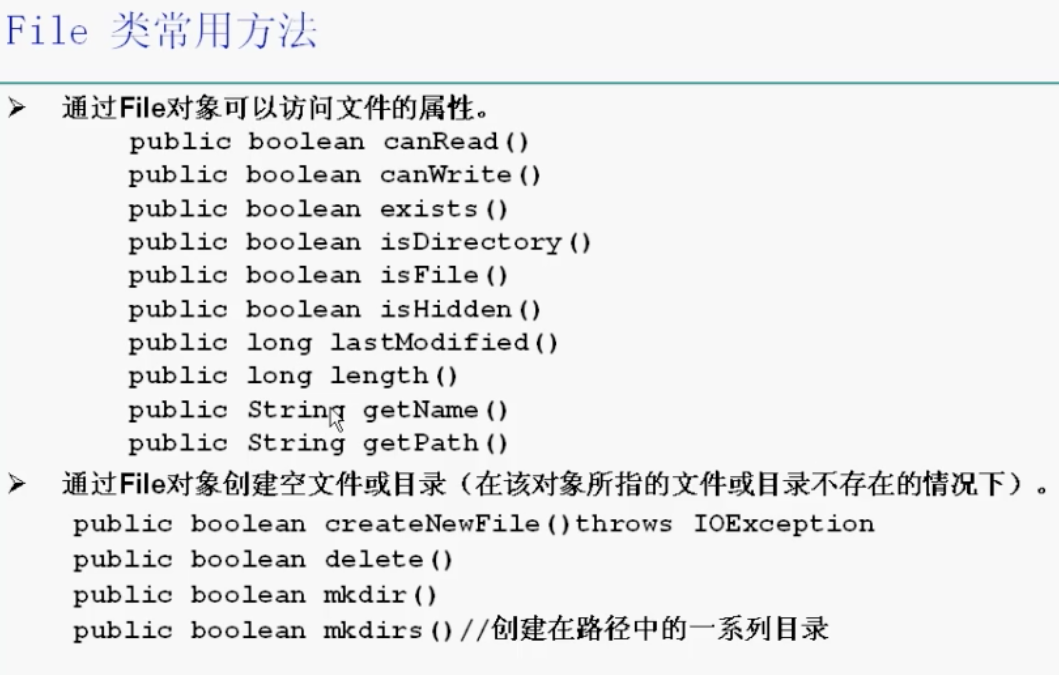 File 类常用方法
➢ 通过File对象可以访问文件的属性。
public boolean canRead()
public boolean canWrite()
public boolean exists()
public boolean isDirectory()
public boolean isFile()
public boolean isHidden()
public long lastModified()
public long length()
public String getName()
public String getPath()
➢ 通过File对象创建空文件或目录（在该对象所指的文件或目录不存在的情况下）。
public boolean createNewFile()throws IOException
public boolean delete()
public boolean mkdir()
public boolean mkdirs()//创建在路径中的一系列目录